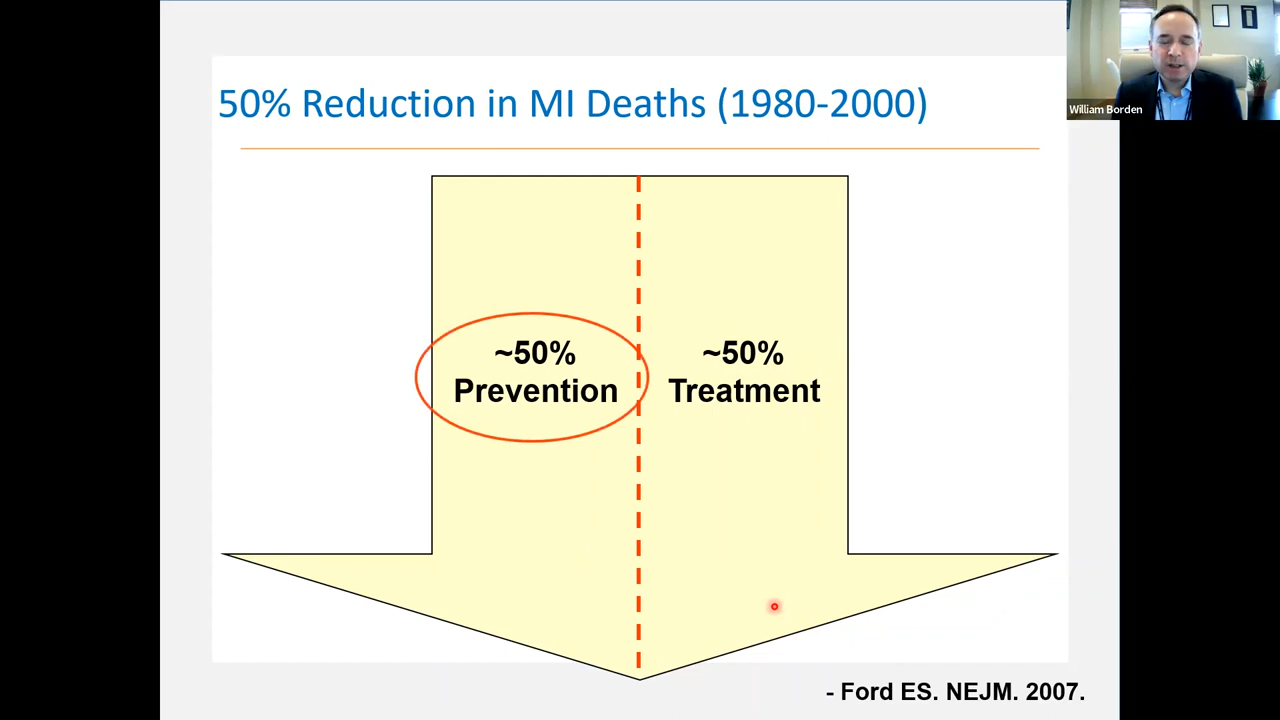 50% Reduction in MI Deaths (1980-2000)
William Borden
~50%
Prevention
~50%
Treatment
- Ford ES. NEJM. 2007.